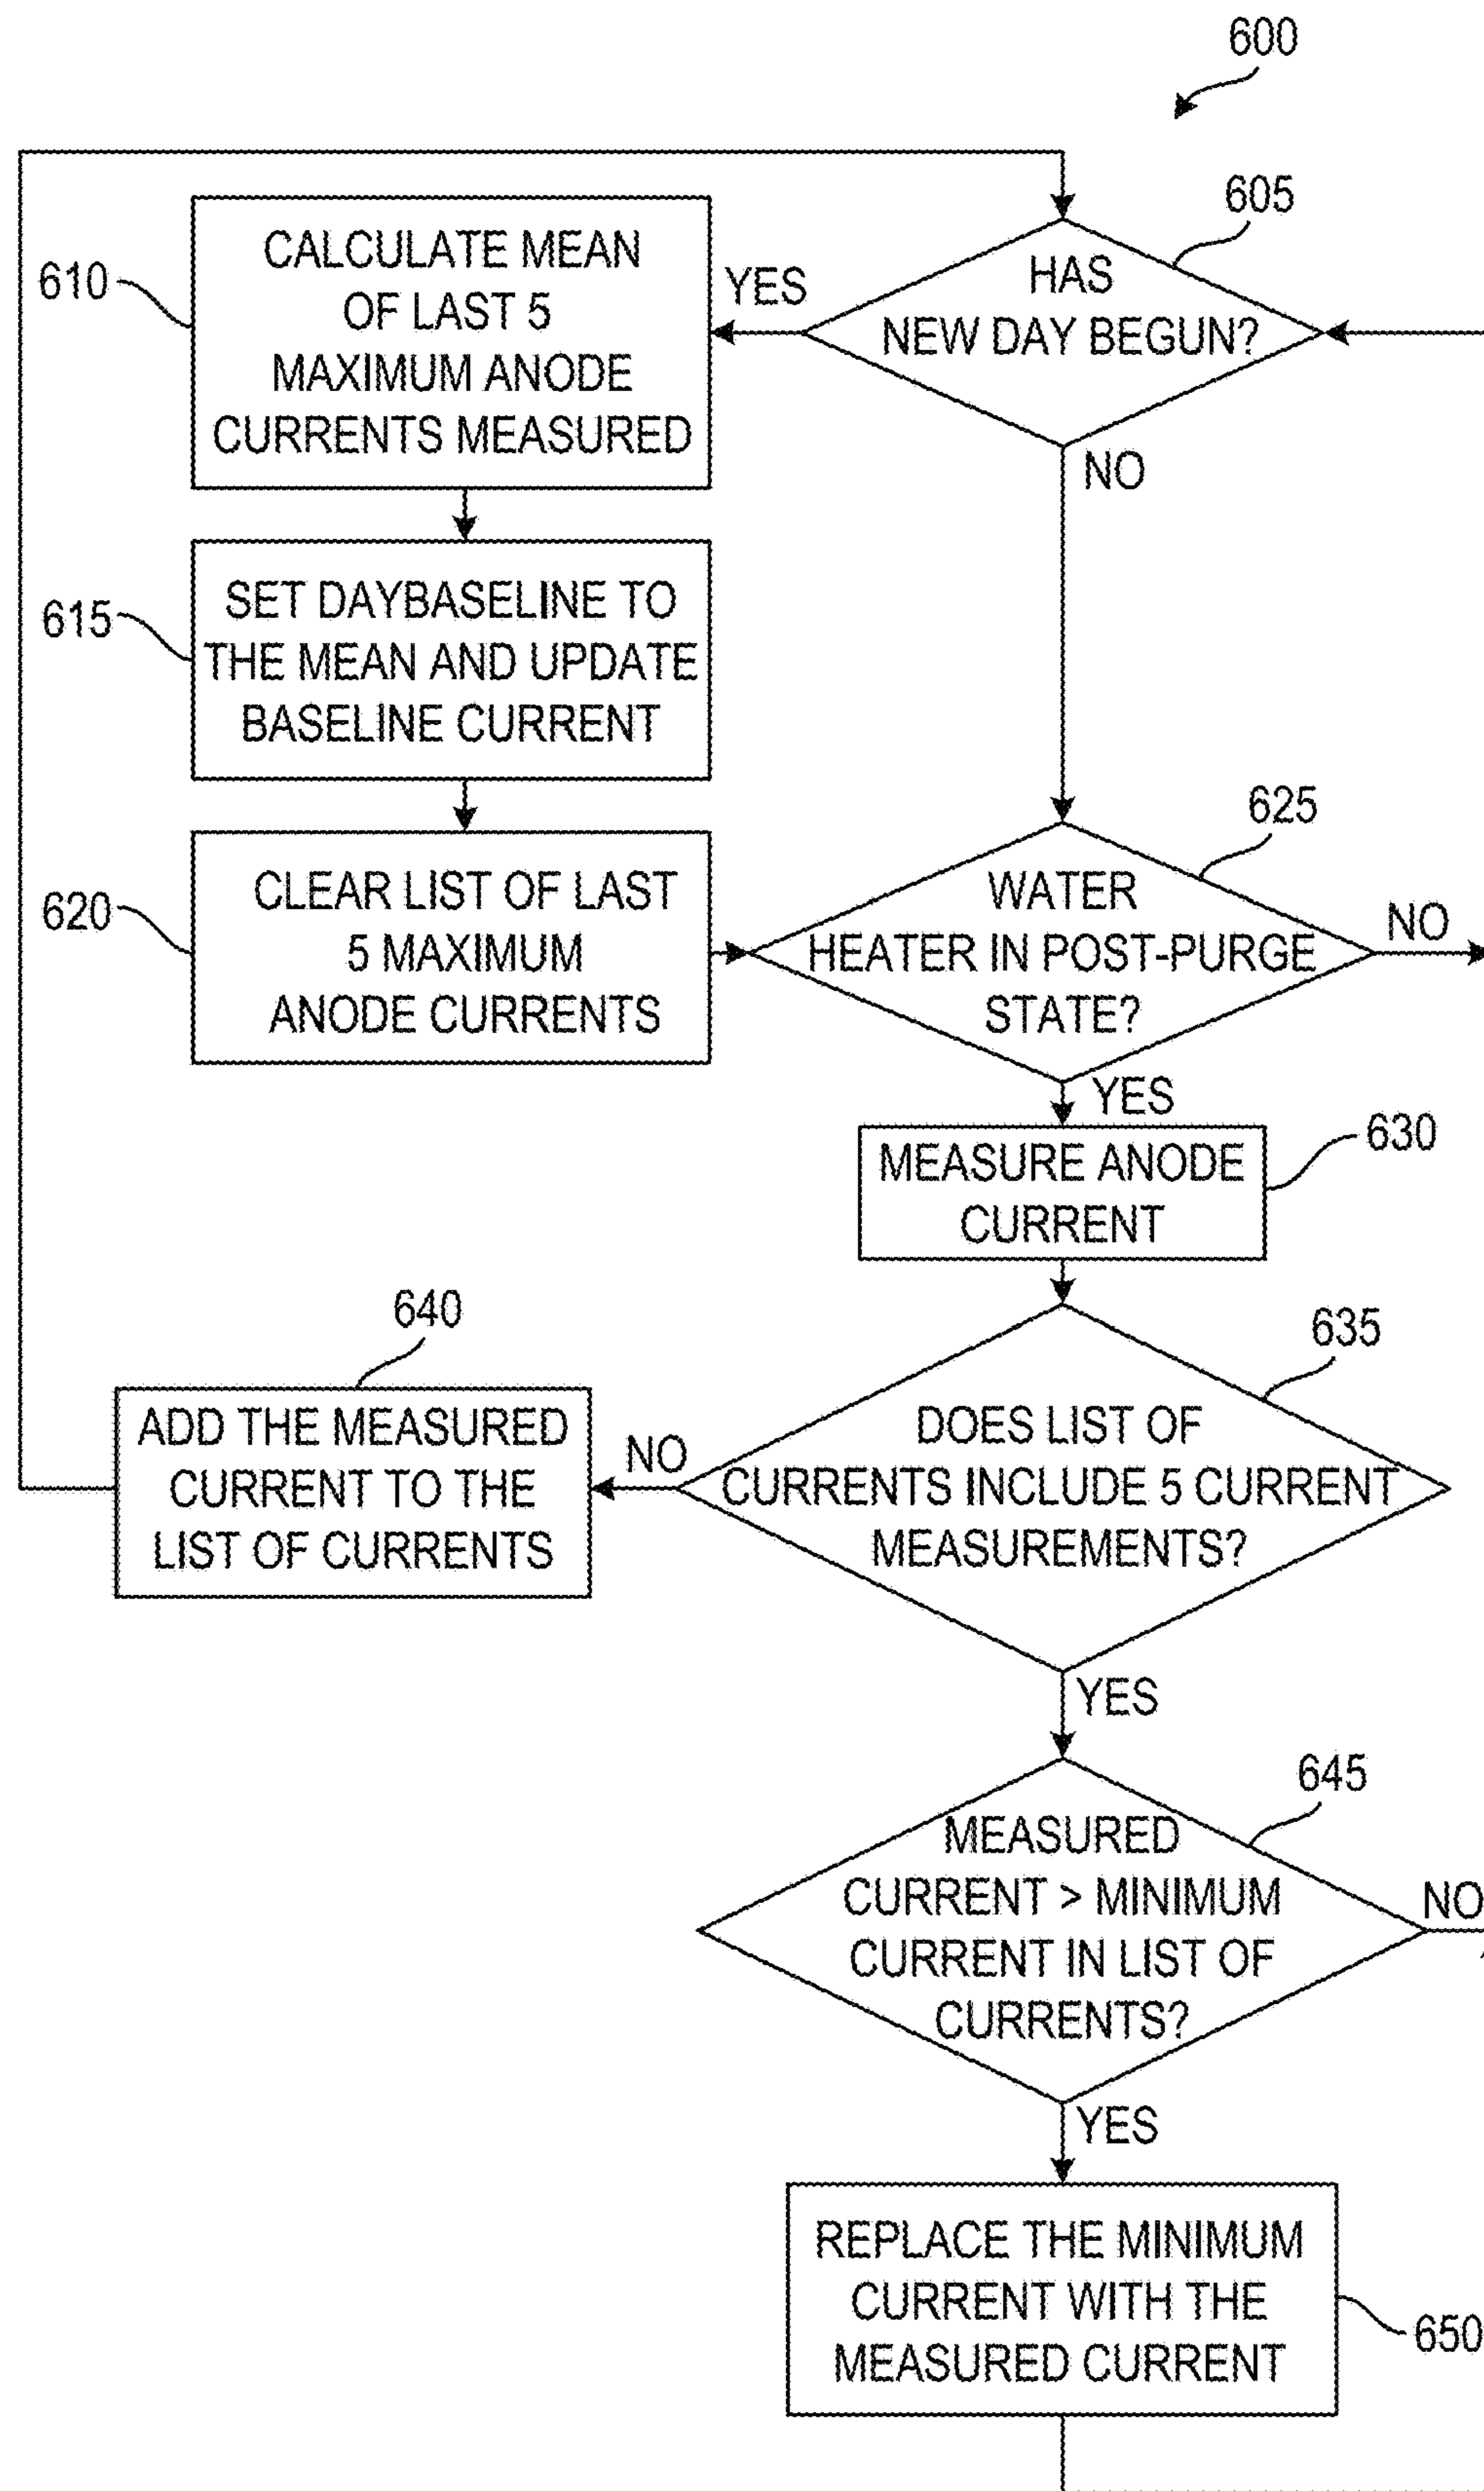 600
605
HAS
NEW DAY BEGUN?
YES
NO
610
CALCULATE MEAN
OF LAST 5
MAXIMUM ANODE
CURRENTS MEASURED
615
SET DAYBASELINE TO
THE MEAN AND UPDATE
BASELINE CURRENT
620
CLEAR LIST OF LAST
5 MAXIMUM
ANODE CURRENTS
625
WATER
HEATER IN POST-PURGE
STATE?
NO
YES
630
MEASURE ANODE
CURRENT
635
DOES LIST OF
CURRENTS INCLUDE 5 CURRENT
MEASUREMENTS?
NO
640
ADD THE MEASURED
CURRENT TO THE
LIST OF CURRENTS
YES
645
MEASURED
CURRENT > MINIMUM
CURRENT IN LIST OF
CURRENTS?
NO
YES
650
REPLACE THE MINIMUM
CURRENT WITH THE
MEASURED CURRENT